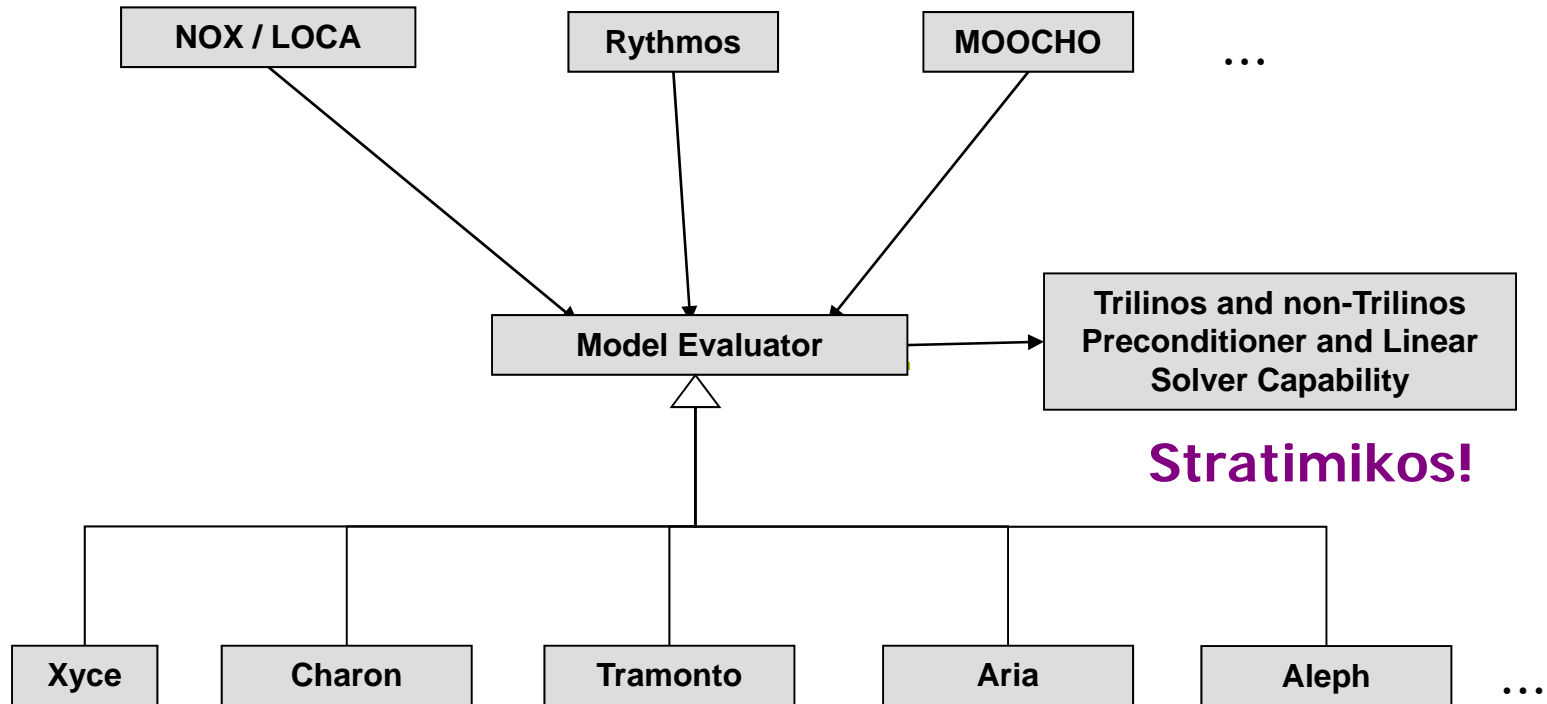 NOX / LOCA
Rythmos
MOOCHO
...
Model Evaluator
Trilinos and non-Trilinos
Preconditioner and Linear
Solver Capability
Stratimikos!
Xyce
Charon
Tramonto
Aria
Aleph
...